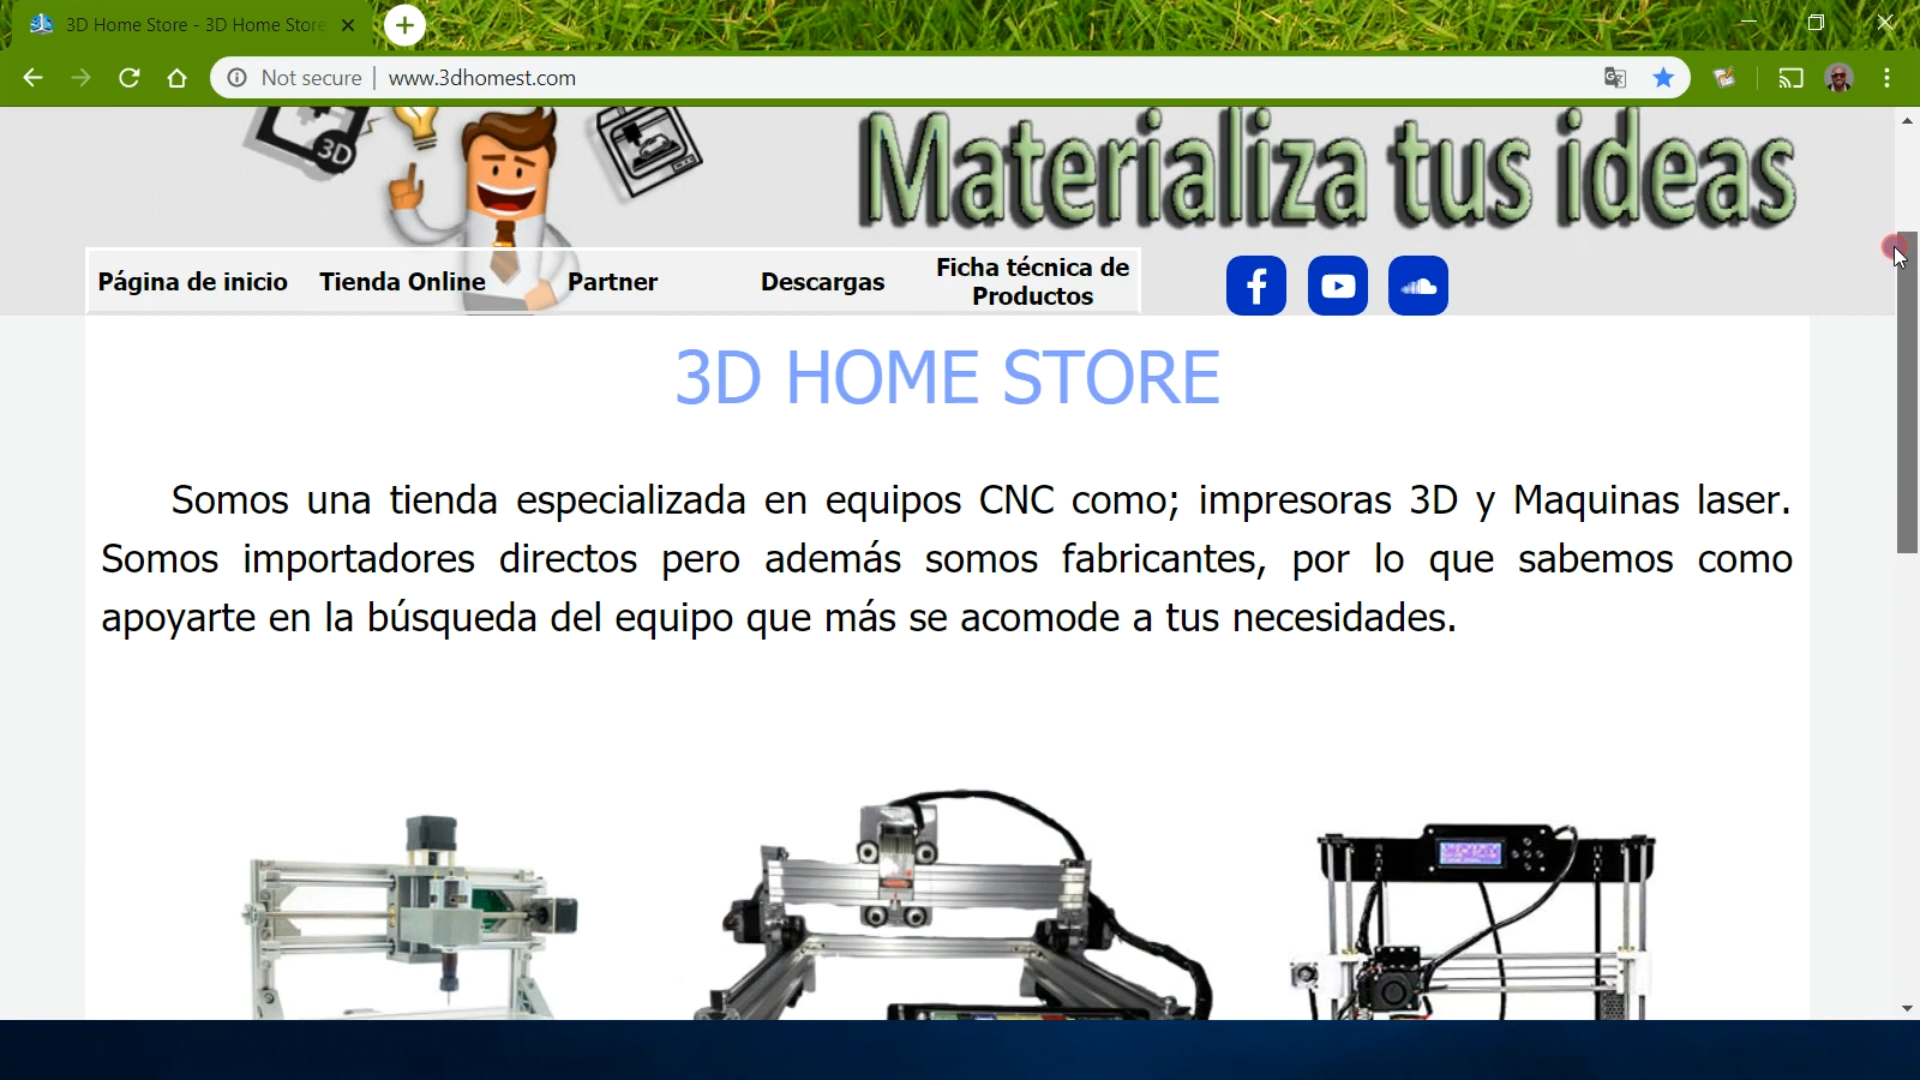 3D Home Store - 3D Home Store
Not secure | www.3dhomest.com
3D
Materializa tus ideas
Página de inicio Tienda Online Partner Descargas Ficha técnica de Productos
3D HOME STORE
Somos una tienda especializada en equipos CNC como; impresoras 3D y Maquinas laser.
Somos importadores directos pero además somos fabricantes, por lo que sabemos como
apoyarte en la búsqueda del equipo que más se acomode a tus necesidades.